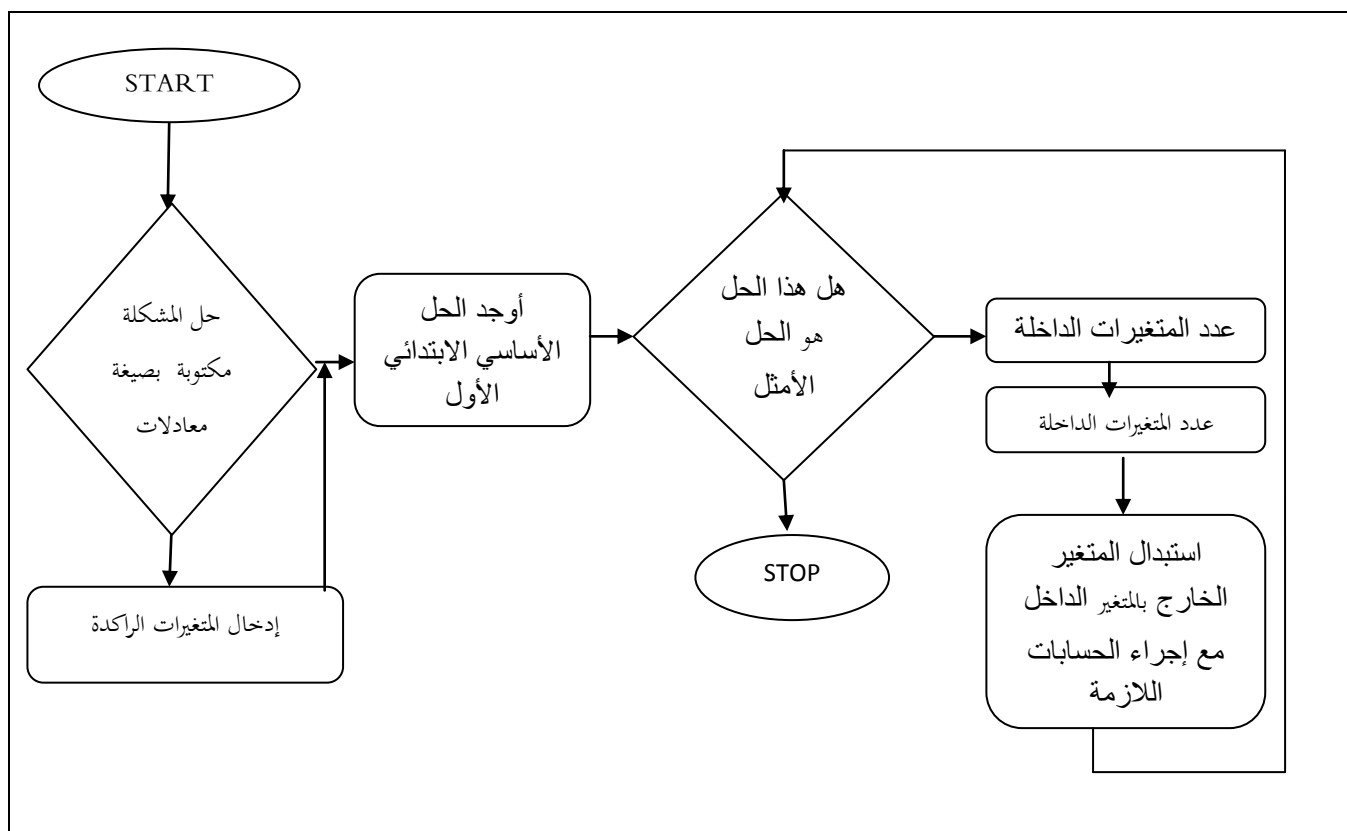 START
حل المشكلة
مكتوبة بصيغة
معادلات
إدخال المتغيرات الراكدة
أوجد الحل
الأساسي الابتدائي
الأول
هل هذا الحل
هو الحل
الأمثل
STOP
عدد المتغيرات الداخلة
عدد المتغيرات الداخلة
استبدال المتغير
الخارج بالمتغير الداخل
مع إجراء الحسابات
اللازمة